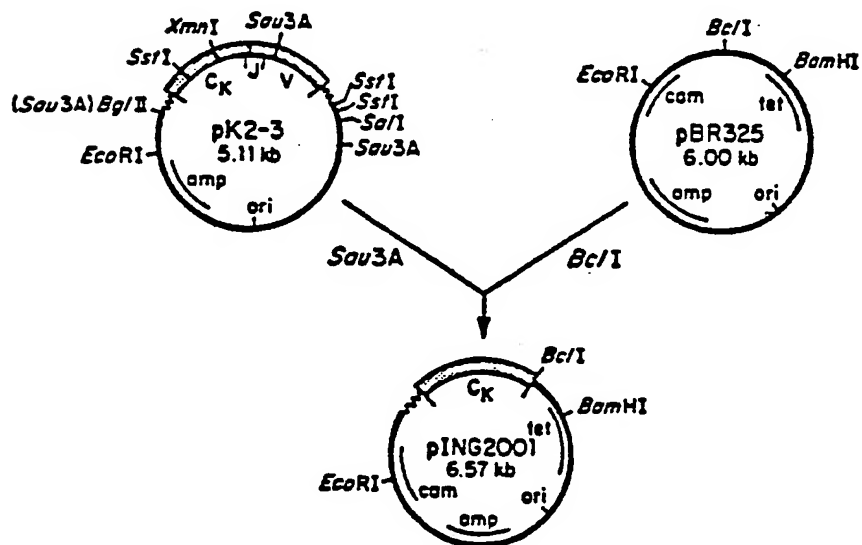 Sau3A
XmnI
SstI
CK
J
V
SstI
SstI
SalI
Sau3A
(Sau3A) BglII
EcoRI
pK2-3
5.11 kb
amp
ori
BclI
BamHI
EcoRI
cam
tet
pBR325
6.00 kb
amp
ori
Sau3A
BclI
BclI
CK
BamHI
tet
pING2001
6.57 kb
EcoRI
cam
ori
amp